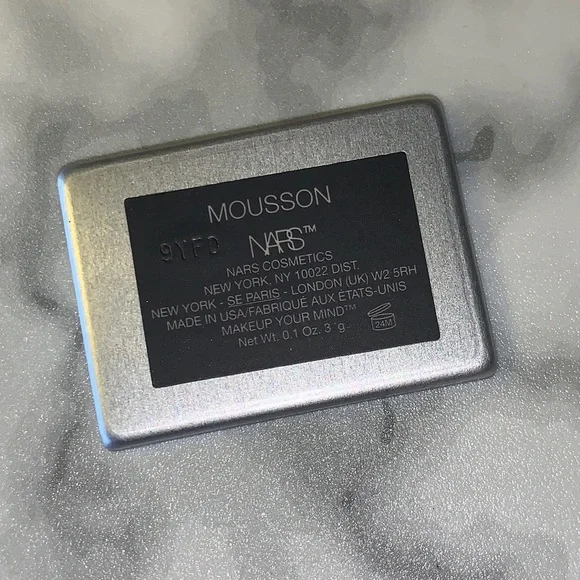 MOUSSON
9YFD
NARS™
NARS COSMETICS
NEW YORK, NY 10022 DIST.
NEW YORK - SE PARIS - LONDON (UK) W2 5RH
MADE IN USA/FABRIQUÉ AUX ÉTATS-UNIS
MAKEUP YOUR MIND™
Net Wt. 0.1 Oz. 3 g
24M